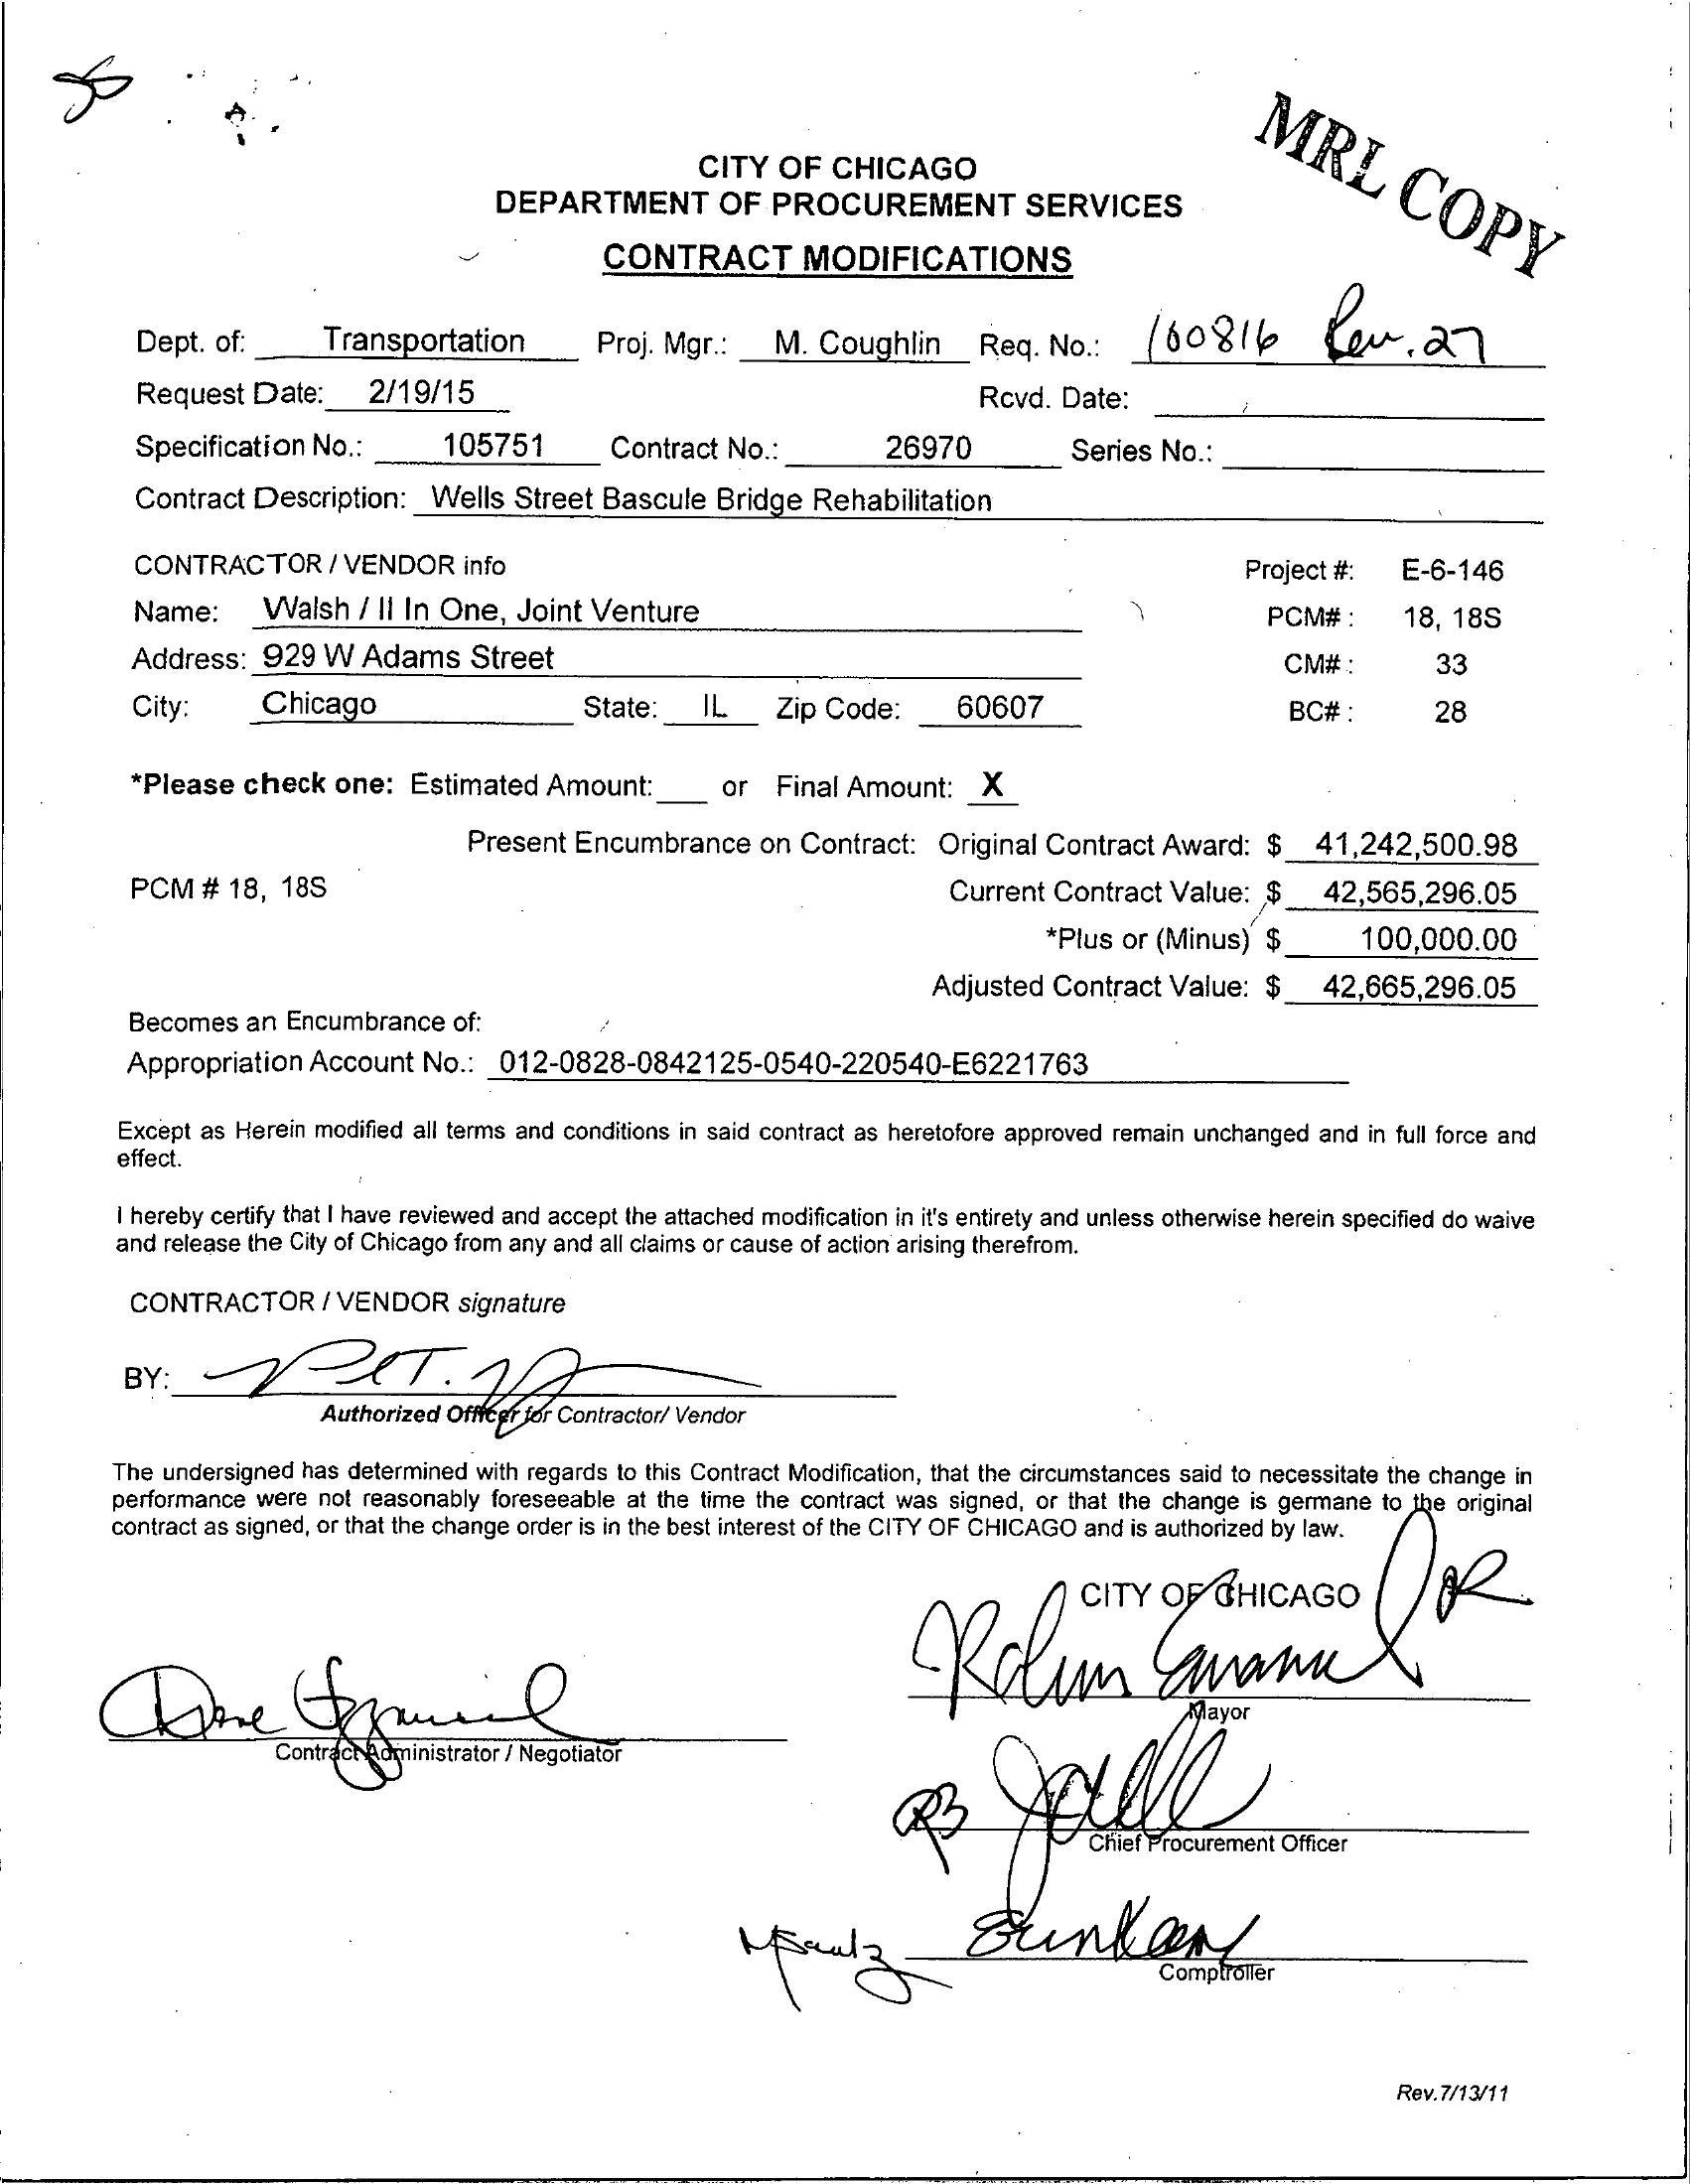 MRL COPY
CITY OF CHICAGO
DEPARTMENT OF PROCUREMENT SERVICES
CONTRACT MODIFICATIONS
Dept. of: Transportation Proj. Mgr.: M. Coughlin Req. No.: 100816 Rev. 27
Request Date: 2/19/15 Rcvd. Date:
Specification No.: 105751 Contract No.: 26970 Series No.:
Contract Description: Wells Street Bascule Bridge Rehabilitation
CONTRACTOR / VENDOR info Project #: E-6-146
Name: Walsh / II In One, Joint Venture PCM# : 18, 18S
Address: 929 W Adams Street CM# : 33
City: Chicago State: IL Zip Code: 60607 BC# : 28
*Please check one: Estimated Amount: ___ or Final Amount: X
Present Encumbrance on Contract: Original Contract Award: $ 41,242,500.98
PCM # 18, 18S Current Contract Value: $ 42,565,296.05
*Plus or (Minus) $ 100,000.00
Adjusted Contract Value: $ 42,665,296.05
Becomes an Encumbrance of:
Appropriation Account No.: 012-0828-0842125-0540-220540-E6221763
Except as Herein modified all terms and conditions in said contract as heretofore approved remain unchanged and in full force and
effect.
I hereby certify that I have reviewed and accept the attached modification in it's entirety and unless otherwise herein specified do waive
and release the City of Chicago from any and all claims or cause of action arising therefrom.
CONTRACTOR / VENDOR signature
BY:
Authorized Officer for Contractor/ Vendor
The undersigned has determined with regards to this Contract Modification, that the circumstances said to necessitate the change in
performance were not reasonably foreseeable at the time the contract was signed, or that the change is germane to the original
contract as signed, or that the change order is in the best interest of the CITY OF CHICAGO and is authorized by law.
CITY OF CHICAGO
Rahm Emanuel
Mayor
Contract Administrator / Negotiator
Chief Procurement Officer
Comptroller
Rev.7/13/11